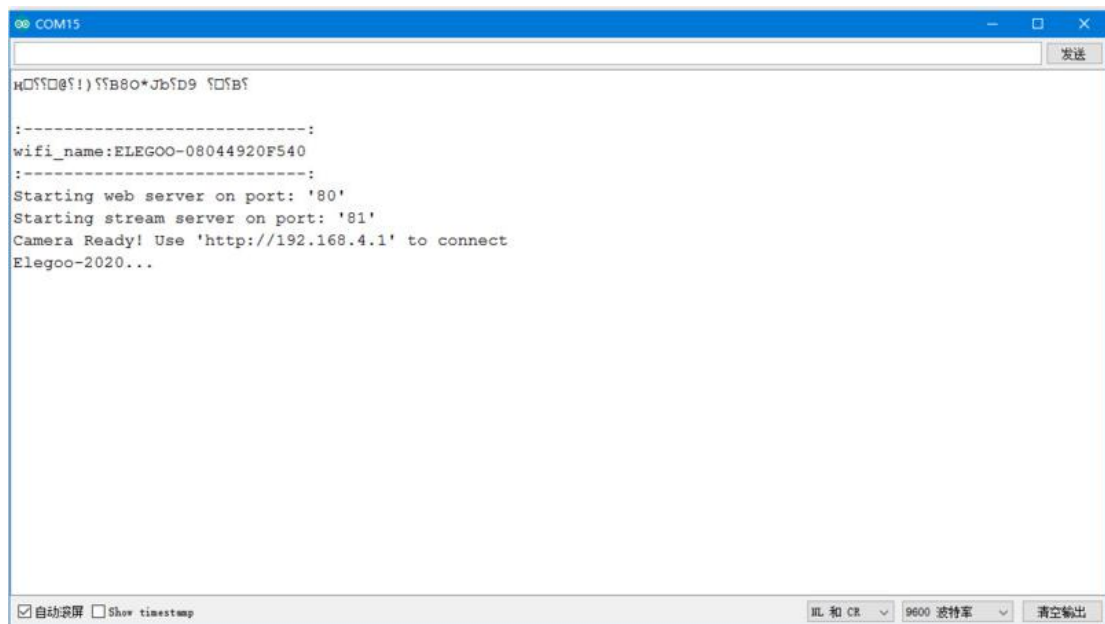 COM15
发送
:----------------------------:
wifi_name:ELEGOO-08044920F540
:----------------------------:
Starting web server on port: '80'
Starting stream server on port: '81'
Camera Ready! Use 'http://192.168.4.1' to connect
Elegoo-2020...
自动滚屏 Show timestamp NL 和 CR 9600 波特率 清空输出